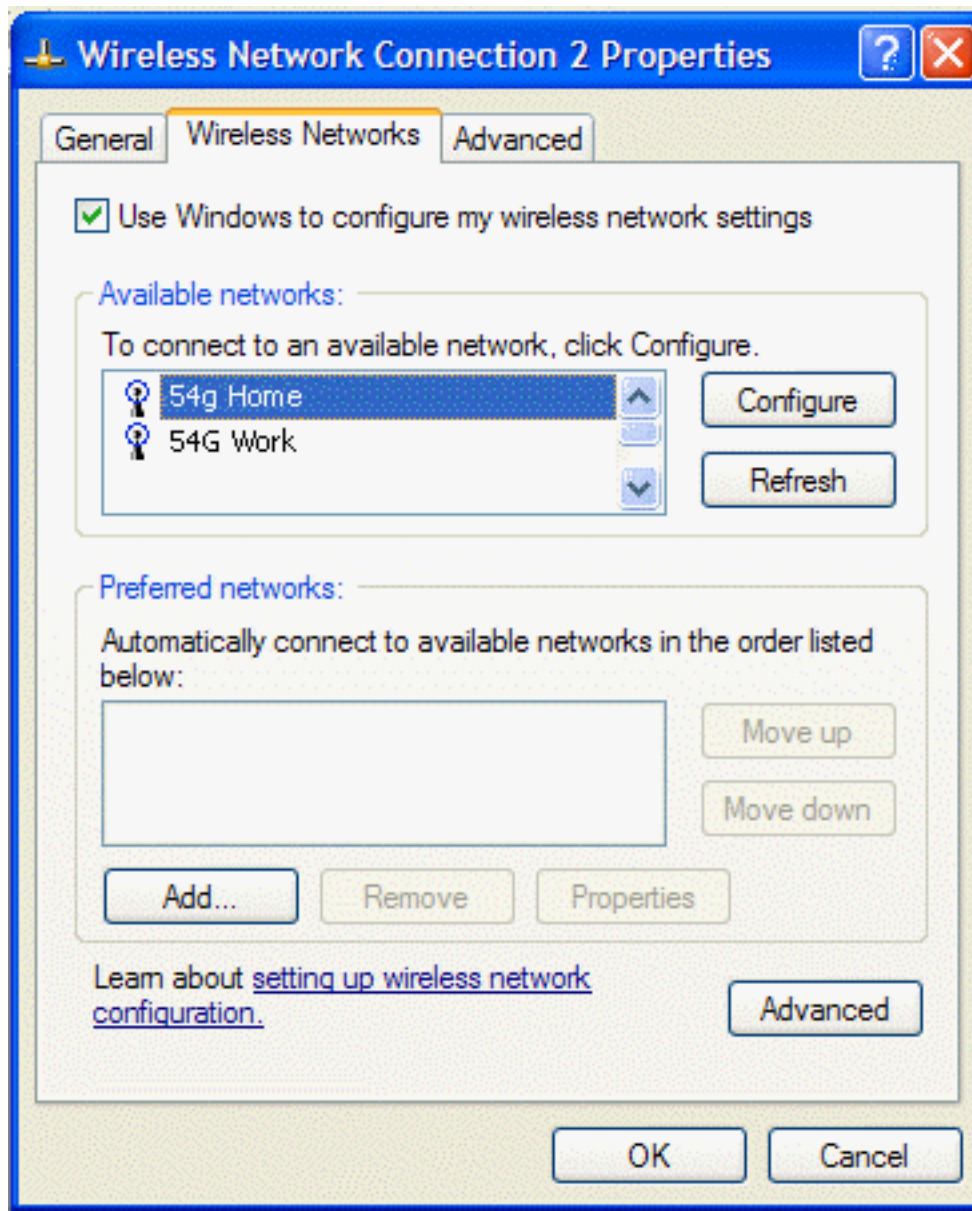 Wireless Network Connection 2 Properties
General Wireless Networks Advanced
Use Windows to configure my wireless network settings
Available networks:
To connect to an available network, click Configure.
54g Home
54G Work
Configure
Refresh
Preferred networks:
Automatically connect to available networks in the order listed
below:
Move up
Move down
Add... Remove Properties
Learn about setting up wireless network
configuration.
Advanced
OK Cancel